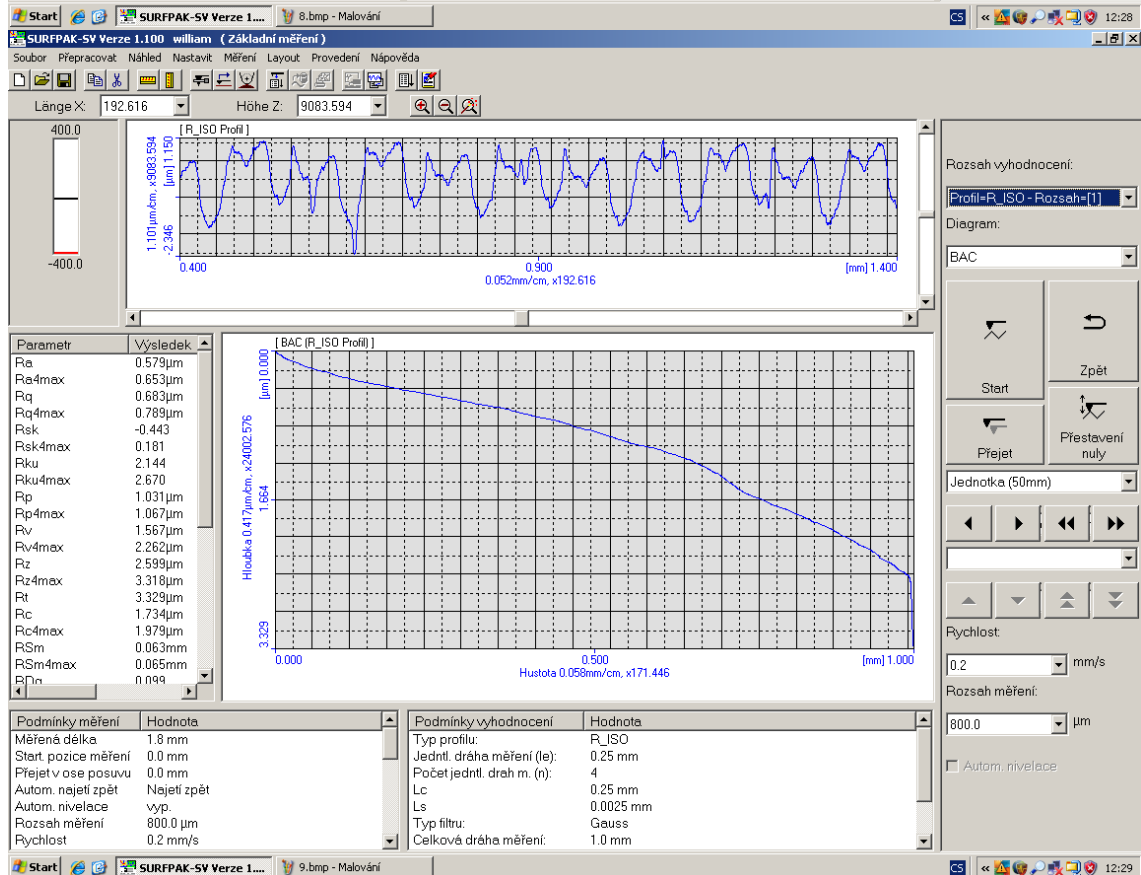 Start SURFPAK-SV Verze 1.... 8.bmp - Malování CS « 12:28
SURFPAK-SV Verze 1.100 william ( Základní měření )
Soubor Přepracovat Náhled Nastavit Měření Layout Provedení Nápověda
Länge X: 192.616 Höhe Z: 9083.594
400.0
-400.0
[ R_ISO Profil ]
1.101µm/cm, x9083.594
-2.346 [µm] 1.150
0.400 0.900 [mm] 1.400
0.052mm/cm, x192.616
Rozsah vyhodnocení:
Profil=R_ISO - Rozsah=[1]
Diagram:
BAC
Start
Zpět
Přejet
Přestavení
nuly
Jednotka (50mm)
Rychlost:
0.2 mm/s
Rozsah měření:
800.0 µm
Autom. nivelace
Parametr Výsledek
Ra 0.579µm
Ra4max 0.653µm
Rq 0.683µm
Rq4max 0.789µm
Rsk -0.443
Rsk4max 0.181
Rku 2.144
Rku4max 2.670
Rp 1.031µm
Rp4max 1.067µm
Rv 1.567µm
Rv4max 2.262µm
Rz 2.599µm
Rz4max 3.318µm
Rt 3.329µm
Rc 1.734µm
Rc4max 1.979µm
RSm 0.063mm
RSm4max 0.065mm
RDq 0.099
[ BAC (R_ISO Profil) ]
Hloubka 0.417µm/cm, x24002.576
3.329 1.664 [µm] 0.000
0.000 0.500 [mm] 1.000
Hustota 0.058mm/cm, x171.446
Podmínky měření Hodnota
Měřená délka 1.8 mm
Start. pozice měření 0.0 mm
Přejet v ose posuvu 0.0 mm
Autom. najetí zpět Najetí zpět
Autom. nivelace vyp.
Rozsah měření 800.0 µm
Rychlost 0.2 mm/s
Podmínky vyhodnocení Hodnota
Typ profilu: R_ISO
Jedntl. dráha měření (le): 0.25 mm
Počet jedntl. drah m. (n): 4
Lc 0.25 mm
Ls 0.0025 mm
Typ filtru: Gauss
Celková dráha měření: 1.0 mm
Start SURFPAK-SV Verze 1.... 9.bmp - Malování CS « 12:29